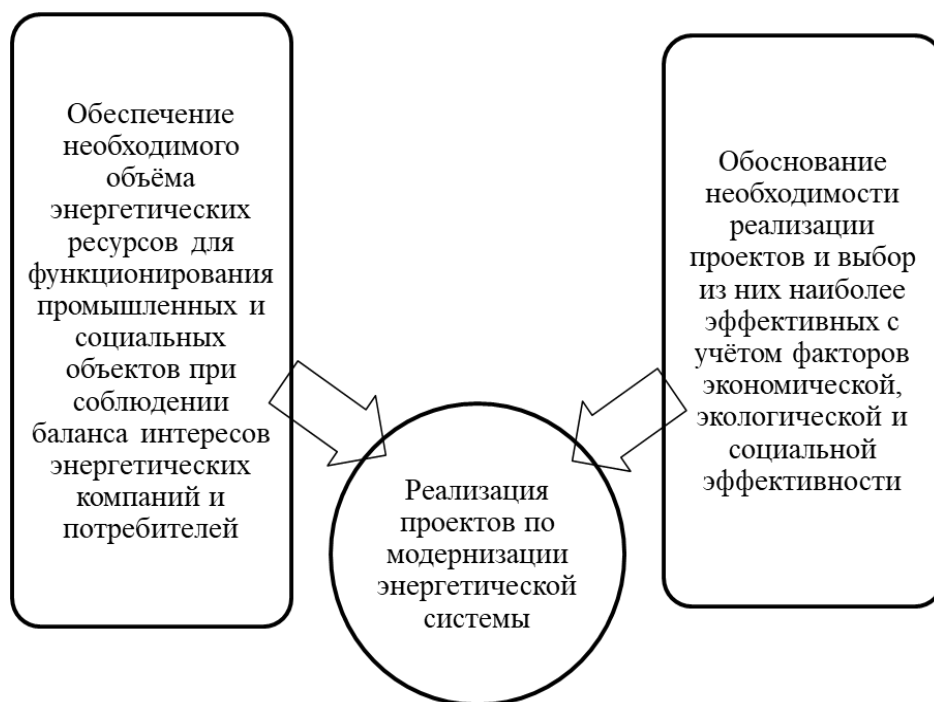 Обеспечение
необходимого
объёма
энергетических
ресурсов для
функционирования
промышленных и
социальных
объектов при
соблюдении
баланса интересов
энергетических
компаний и
потребителей
Обоснование
необходимости
реализации
проектов и выбор
из них наиболее
эффективных с
учётом факторов
экономической,
экологической и
социальной
эффективности
Реализация
проектов по
модернизации
энергетической
системы